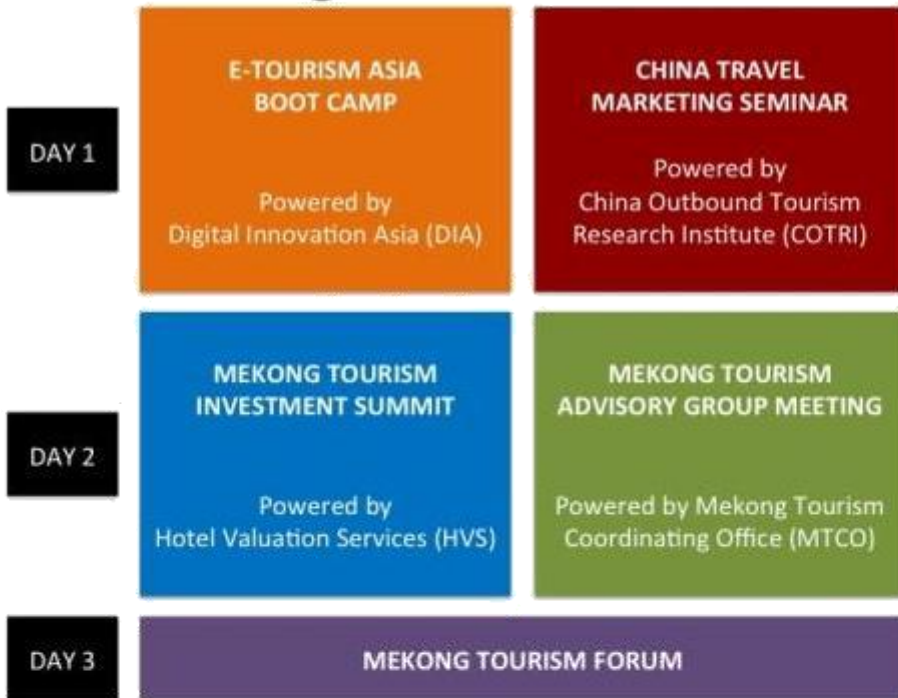 DAY 1
E-TOURISM ASIA
BOOT CAMP
Powered by
Digital Innovation Asia (DIA)
CHINA TRAVEL
MARKETING SEMINAR
Powered by
China Outbound Tourism
Research Institute (COTRI)
DAY 2
MEKONG TOURISM
INVESTMENT SUMMIT
Powered by
Hotel Valuation Services (HVS)
MEKONG TOURISM
ADVISORY GROUP MEETING
Powered by Mekong Tourism
Coordinating Office (MTCO)
DAY 3
MEKONG TOURISM FORUM